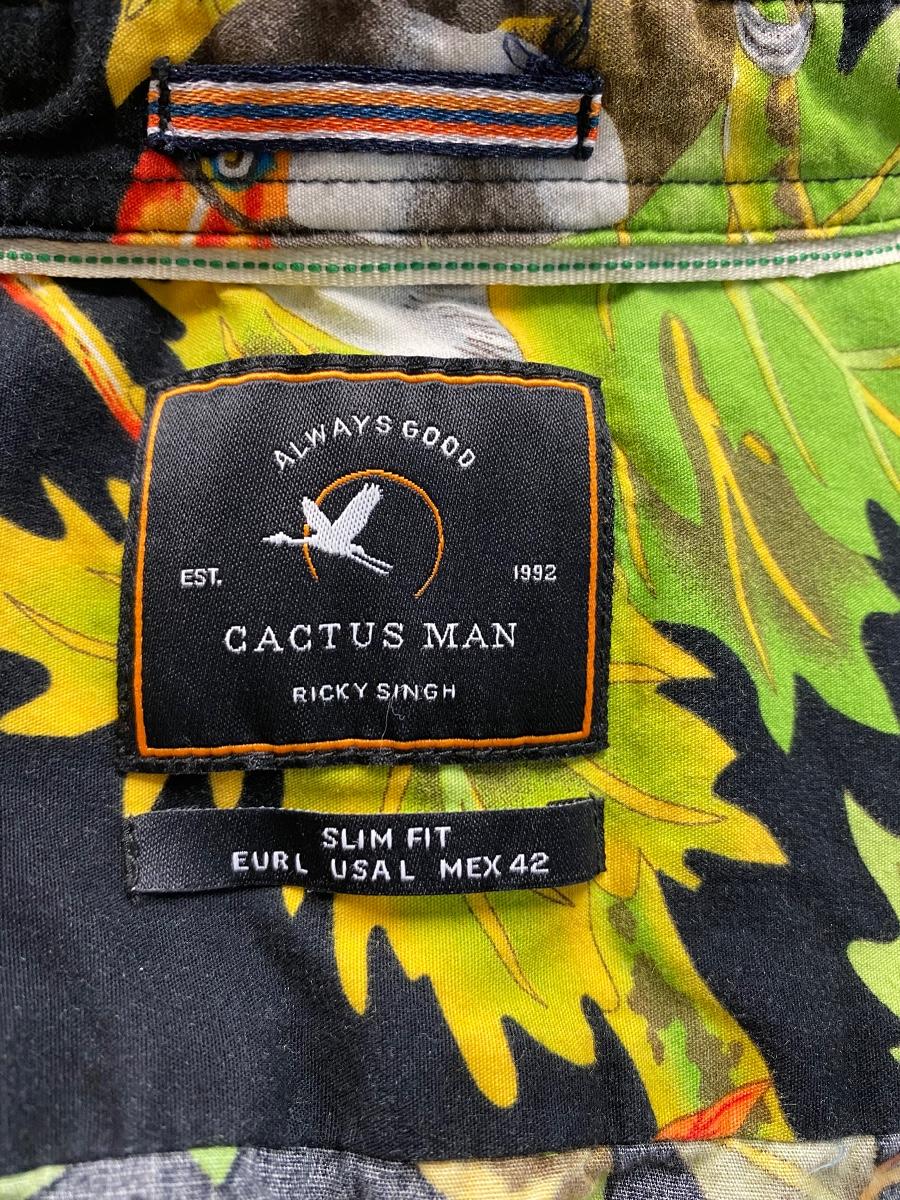 ALWAYS GOOD
EST. 1992
CACTUS MAN
RICKY SINGH
SLIM FIT
EUR L USA L MEX 42